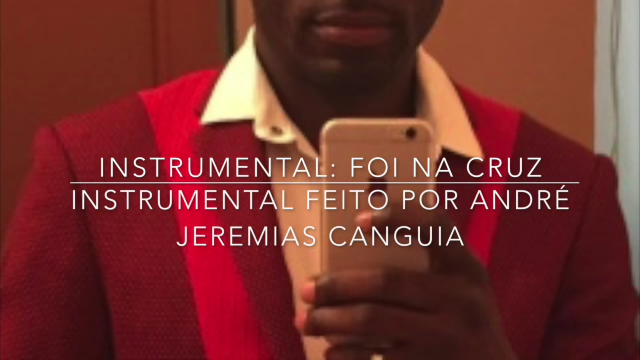 INSTRUMENTAL: FOI NA CRUZ
INSTRUMENTAL FEITO POR ANDRÉ
JEREMIAS CANGUIA